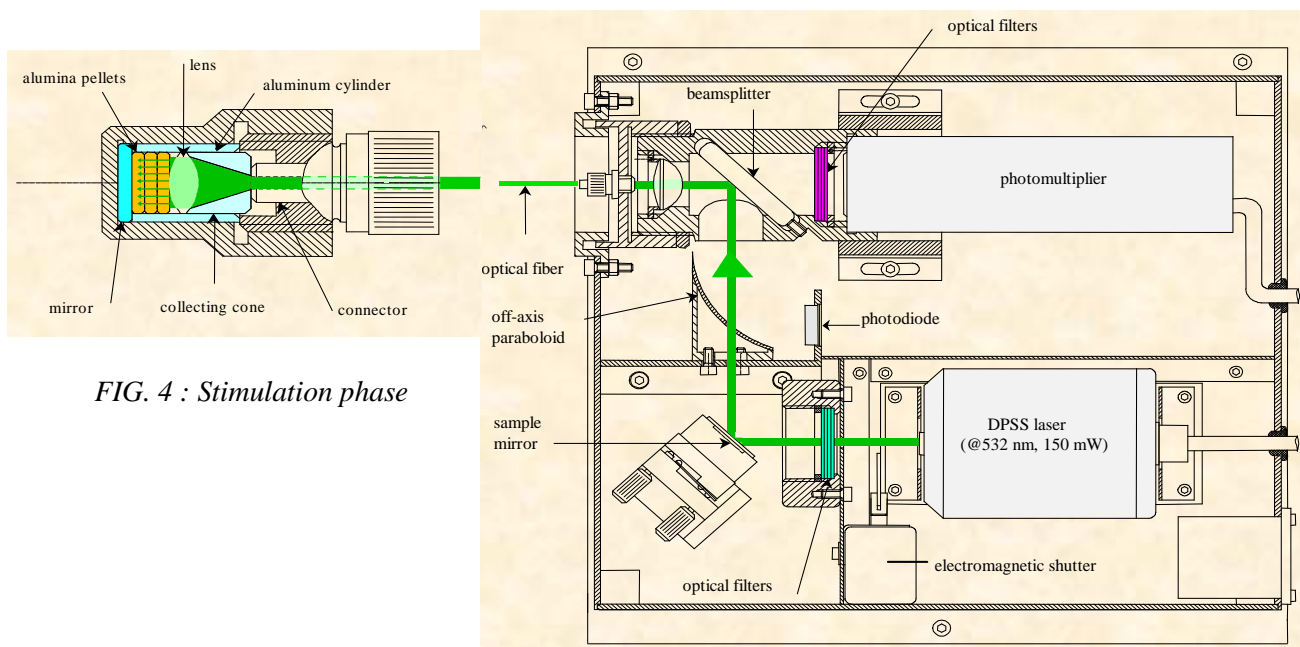 lens
alumina pellets
aluminum cylinder
mirror
collecting cone
connector
FIG. 4 : Stimulation phase
optical filters
beamsplitter
photomultiplier
optical fiber
off-axis
paraboloid
photodiode
sample
mirror
DPSS laser
(@532 nm, 150 mW)
electromagnetic shutter
optical filters